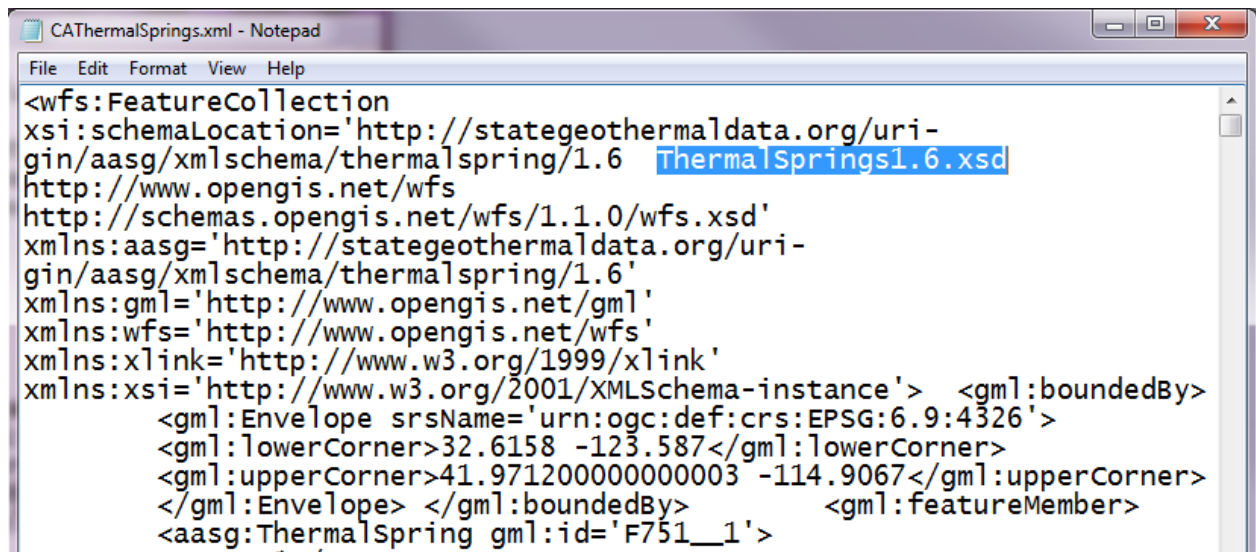 CAThermalSprings.xml - Notepad
File Edit Format View Help
<wfs:FeatureCollection
xsi:schemaLocation='http://stategeothermaldata.org/uri-
gin/aasg/xmlschema/thermalspring/1.6  ThermalSprings1.6.xsd
http://www.opengis.net/wfs
http://schemas.opengis.net/wfs/1.1.0/wfs.xsd'
xmlns:aasg='http://stategeothermaldata.org/uri-
gin/aasg/xmlschema/thermalspring/1.6'
xmlns:gml='http://www.opengis.net/gml'
xmlns:wfs='http://www.opengis.net/wfs'
xmlns:xlink='http://www.w3.org/1999/xlink'
xmlns:xsi='http://www.w3.org/2001/XMLSchema-instance'>  <gml:boundedBy>
<gml:Envelope srsName='urn:ogc:def:crs:EPSG:6.9:4326'>
<gml:lowerCorner>32.6158 -123.587</gml:lowerCorner>
<gml:upperCorner>41.971200000000003 -114.9067</gml:upperCorner>
</gml:Envelope> </gml:boundedBy>        <gml:featureMember>
<aasg:ThermalSpring gml:id='F751__1'>